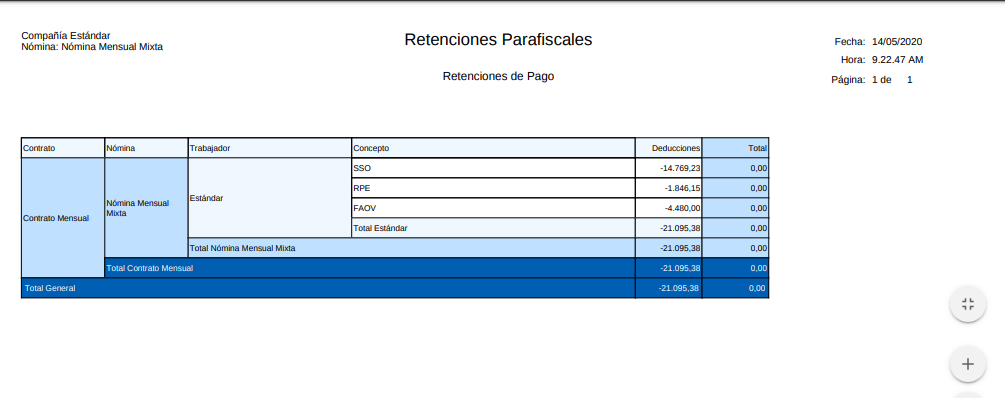 Compañía Estándar
Nómina: Nómina Mensual Mixta
Retenciones Parafiscales
Retenciones de Pago
Fecha: 14/05/2020
Hora: 9.22.47 AM
Página: 1 de 1
Contrato Nómina Trabajador Concepto Deducciones Total
Contrato Mensual
Nómina Mensual
Mixta
Estándar
SSO -14.769,23 0,00
RPE -1.846,15 0,00
FAOV -4.480,00 0,00
Total Estándar -21.095,38 0,00
Total Nómina Mensual Mixta -21.095,38 0,00
Total Contrato Mensual -21.095,38 0,00
Total General -21.095,38 0,00